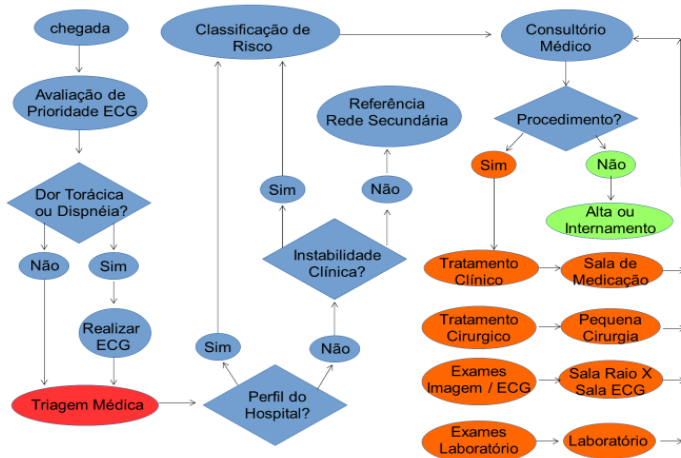 chegada
Avaliação de
Prioridade ECG
Dor Torácica
ou Dispnéia?
Não
Sim
Realizar
ECG
Triagem Médica
Perfil do
Hospital?
Sim
Não
Instabilidade
Clínica?
Sim
Não
Referência
Rede Secundária
Classificação de
Risco
Consultório
Médico
Procedimento?
Sim
Não
Alta ou
Internamento
Tratamento
Clínico
Sala de
Medicação
Tratamento
Cirurgico
Pequena
Cirurgia
Exames
Imagem / ECG
Sala Raio X
Sala ECG
Exames
Laboratório
Laboratório